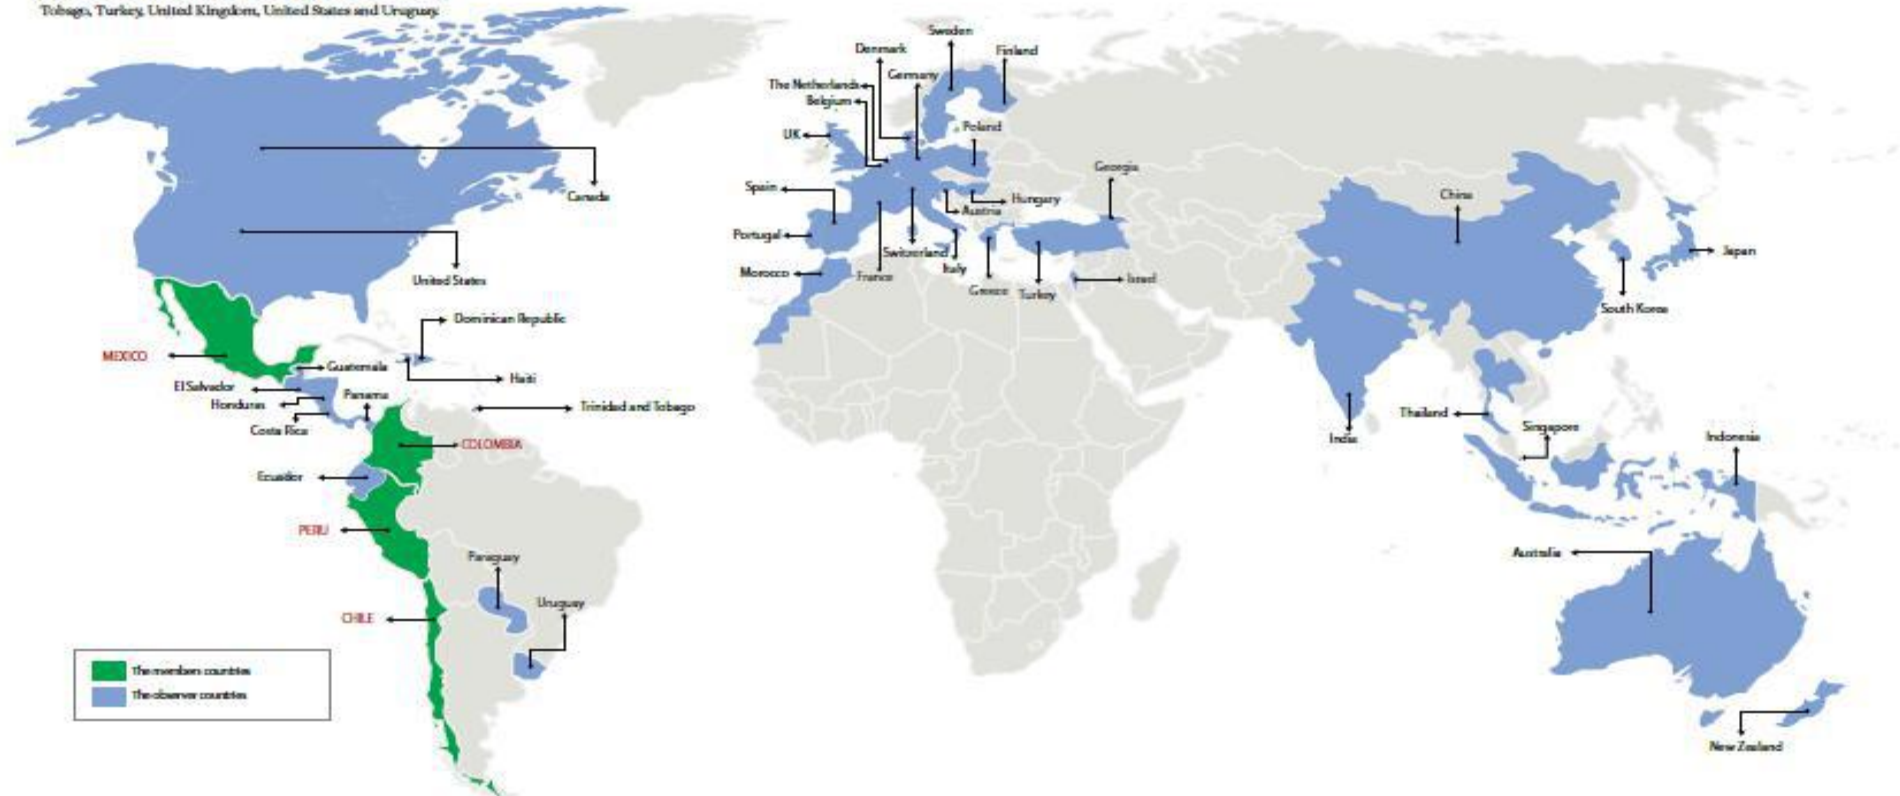 Tobago, Turkey, United Kingdom, United States and Uruguay.
Sweden
Denmark
Finland
Germany
The Netherlands
Belgium
Poland
UK
Georgia
Spain
Canada
China
Hungary
Austria
Portugal
Switzerland
Japan
Italy
Morocco
France
United States
Israel
Greece
Turkey
South Korea
Dominican Republic
MEXICO
Guatemala
Haiti
El Salvador
Panama
Honduras
Trinidad and Tobago
Thailand
Costa Rica
Singapore
India
Indonesia
COLOMBIA
Ecuador
PERU
Paraguay
Australia
Uruguay
CHILE
The members countries
The observer countries
New Zealand